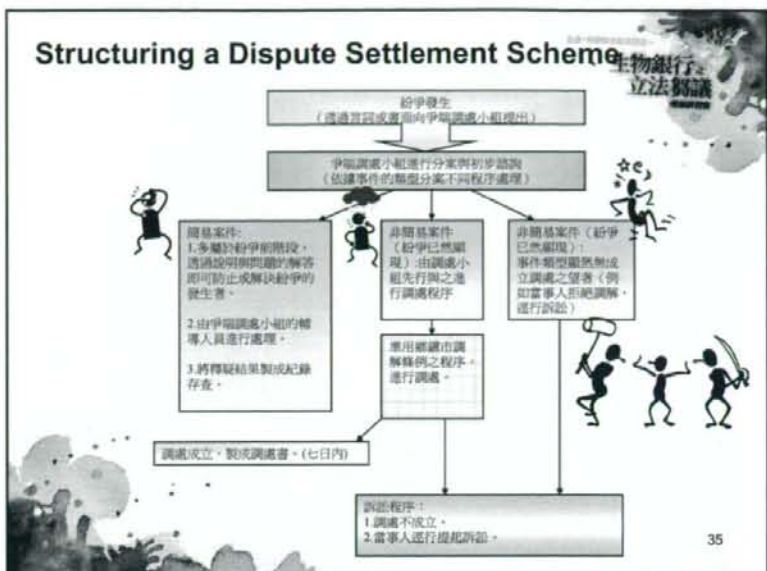 Structuring a Dispute Settlement Scheme
生物銀行之
立法芻議
紛爭發生
(透過言詞或書面向爭端調處小組提出)
爭端調處小組進行分案與初步諮詢
(依據事件的類型分案不同程序處理)
簡易案件:
1.多屬於紛爭前階段,
透過說明與問題的解答
即可防止或解決紛爭的
發生者。
2.由爭端調處小組的輔
導人員進行處理。
3.將釋疑結果製成紀錄
存查。
非簡易案件
(紛爭已然顯
現):由調處小
組先行與之進
行調處程序
非簡易案件(紛爭
已然顯現):
事件類型顯然無成
立調處之望者(例
如當事人拒絕調解,
逕行訴訟)
準用鄉鎮市調
解條例之程序,
進行調處。
調處成立,製成調處書。(七日內)
訴訟程序:
1.調處不成立。
2.當事人逕行提起訴訟。
35